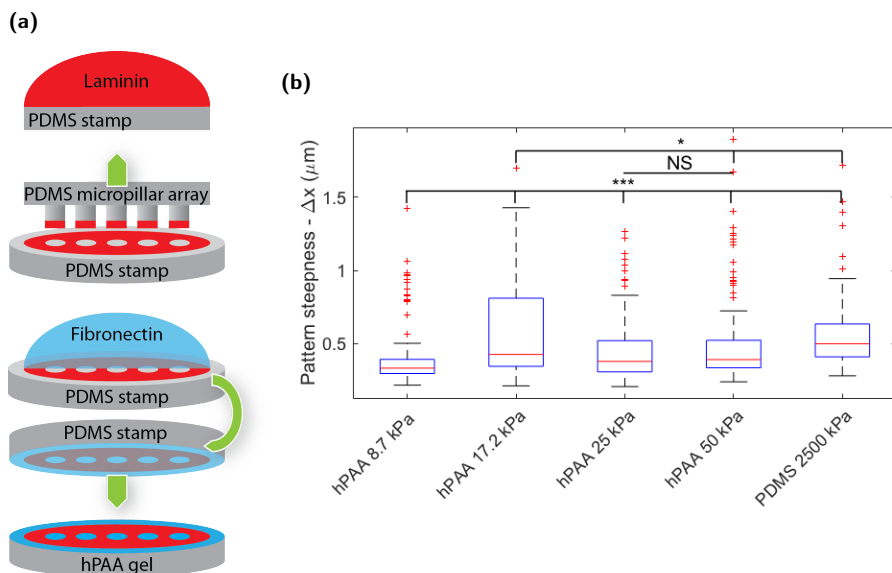 (a)
Laminin
PDMS stamp
PDMS micropillar array
PDMS stamp
Fibronectin
PDMS stamp
PDMS stamp
hPAA gel
(b)
*
NS
***
1.5
1
0.5
Pattern steepness - Δx (μm)
hPAA 8.7 kPa
hPAA 17.2 kPa
hPAA 25 kPa
hPAA 50 kPa
PDMS 2500 kPa